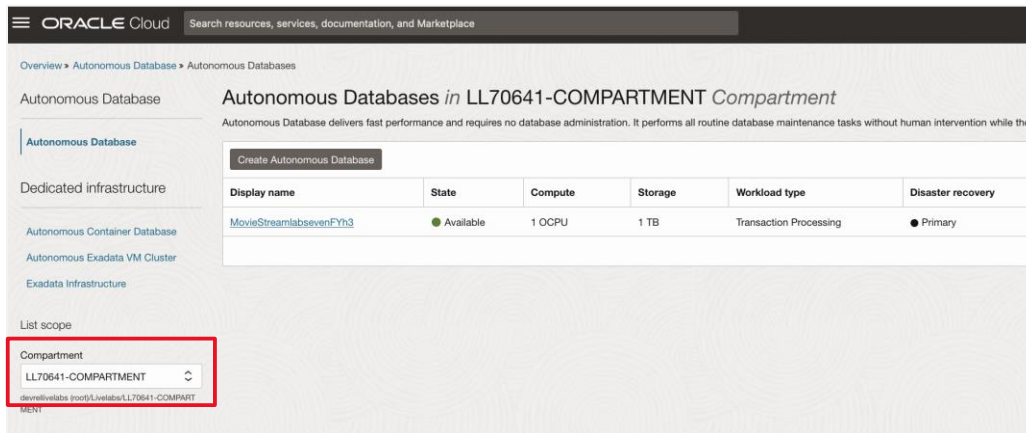 ORACLE Cloud
Search resources, services, documentation, and Marketplace
Overview » Autonomous Database » Autonomous Databases
Autonomous Database
Autonomous Database
Dedicated infrastructure
Autonomous Container Database
Autonomous Exadata VM Cluster
Exadata Infrastructure
List scope
Compartment
LL70641-COMPARTMENT
devrellivelabs (root)/Livelabs/LL70641-COMPART
MENT
Autonomous Databases in LL70641-COMPARTMENT Compartment
Autonomous Database delivers fast performance and requires no database administration. It performs all routine database maintenance tasks without human intervention while the
Create Autonomous Database
Display name State Compute Storage Workload type Disaster recovery
MovieStreamlabsevenFYh3 Available 1 OCPU 1 TB Transaction Processing Primary